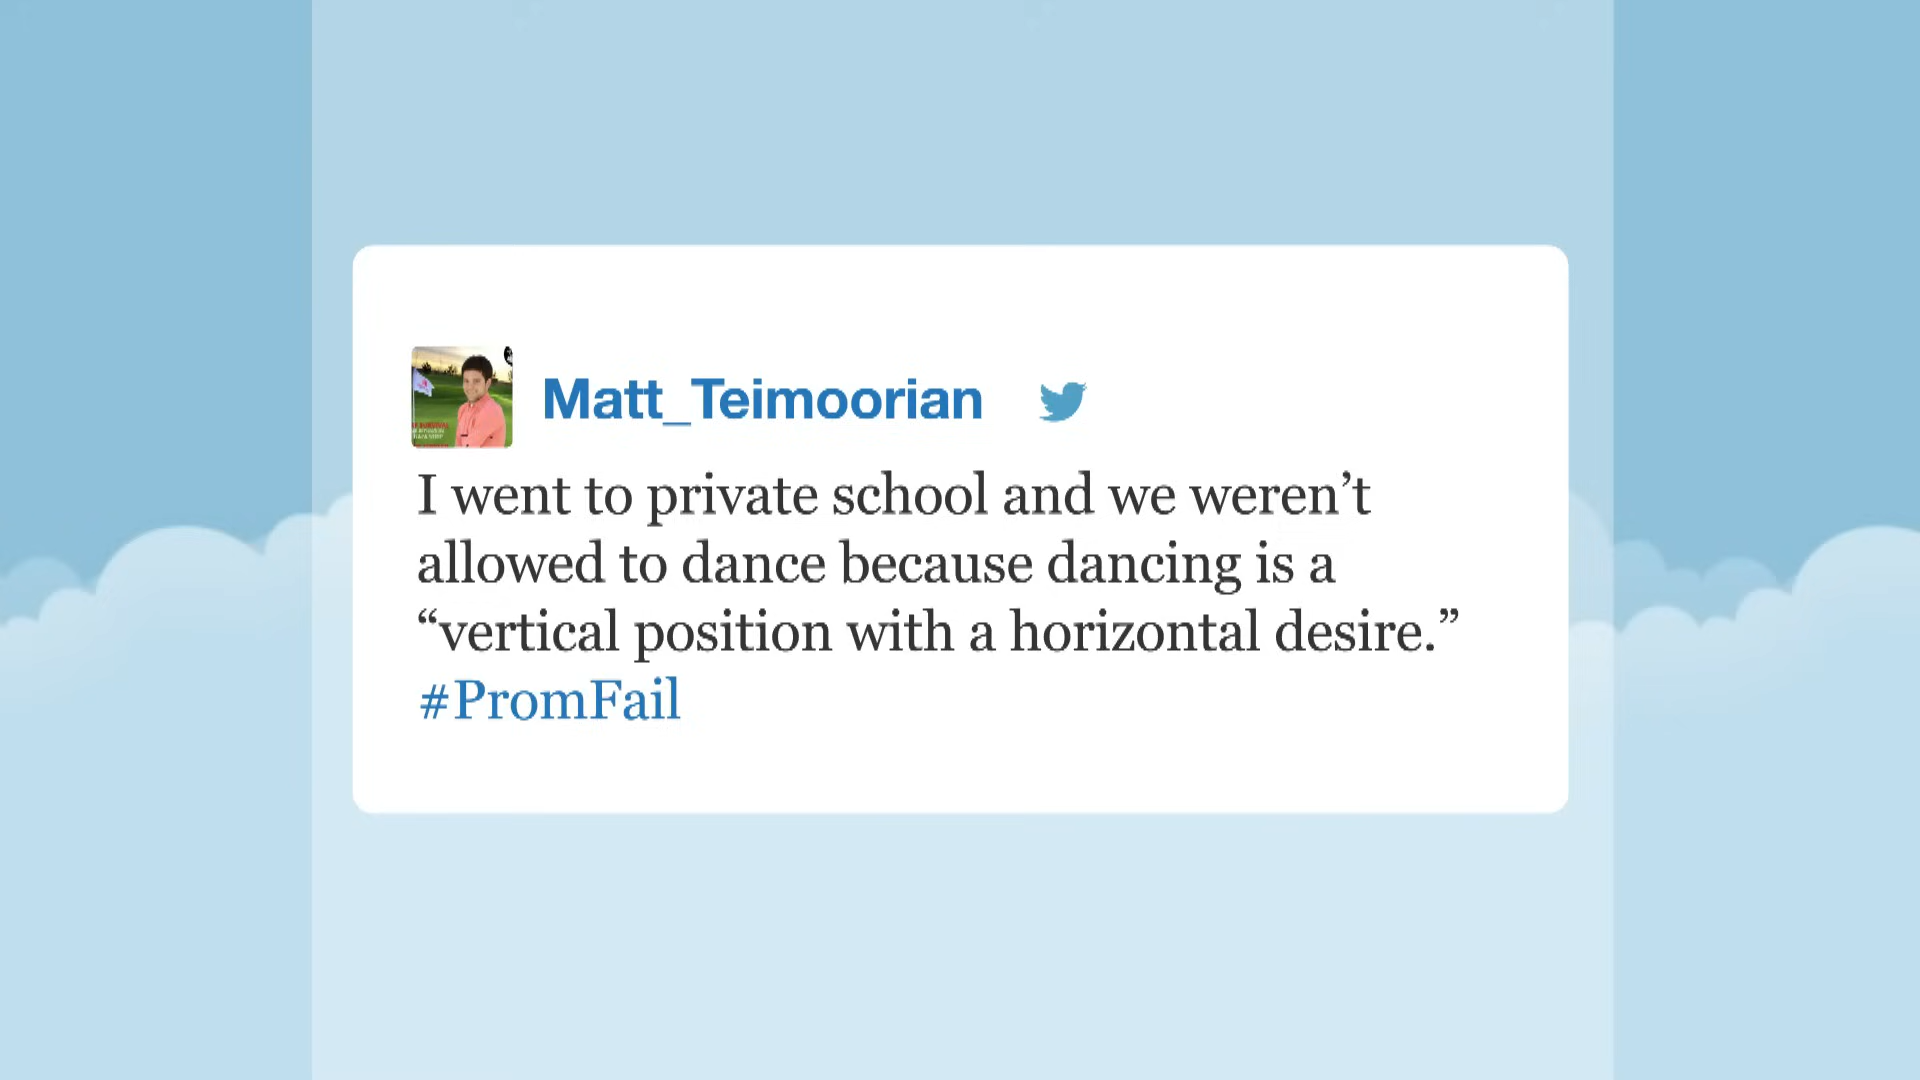 Matt_Teimoorian
I went to private school and we weren’t
allowed to dance because dancing is a
“vertical position with a horizontal desire.”
#PromFail